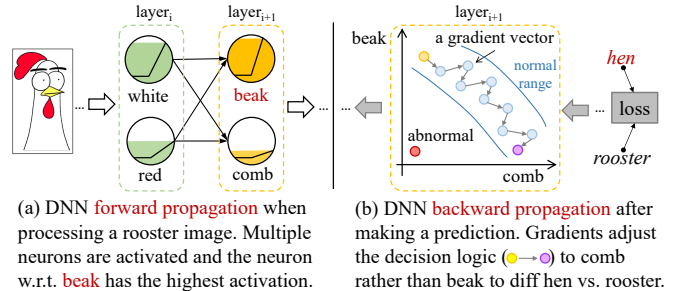 layer_i
layer_{i+1}
white
beak
red
comb
...
...
layer_{i+1}
beak
a gradient vector
normal
range
abnormal
comb
...
...
hen
loss
rooster
(a) DNN forward propagation when
processing a rooster image. Multiple
neurons are activated and the neuron
w.r.t. beak has the highest activation.
(b) DNN backward propagation after
making a prediction. Gradients adjust
the decision logic ( → ) to comb
rather than beak to diff hen vs. rooster.